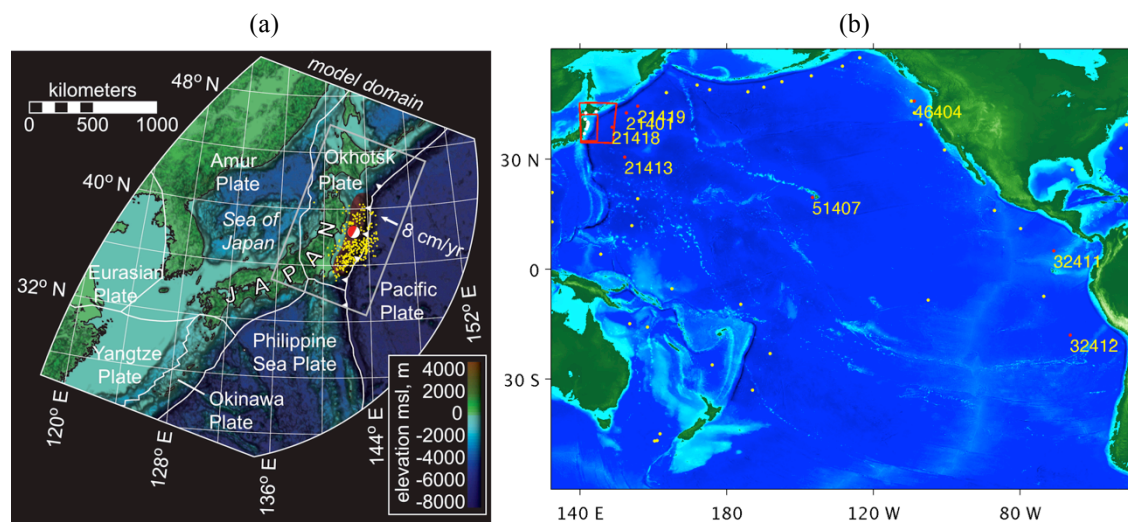 (a)
kilometers
0 500 1000
model domain
48° N
40° N
32° N
Amur
Plate
Okhotsk
Plate
Sea of
Japan
JAPAN
8 cm/yr
Eurasian
Plate
Pacific
Plate
Yangtze
Plate
Philippine
Sea Plate
Okinawa
Plate
120° E
128° E
136° E
144° E
152° E
elevation msl, m
4000
2000
0
-2000
-4000
-6000
-8000
(b)
30 N
0
30 S
140 E
180
120 W
80 W
21419
21401
21418
21413
51407
46404
32411
32412